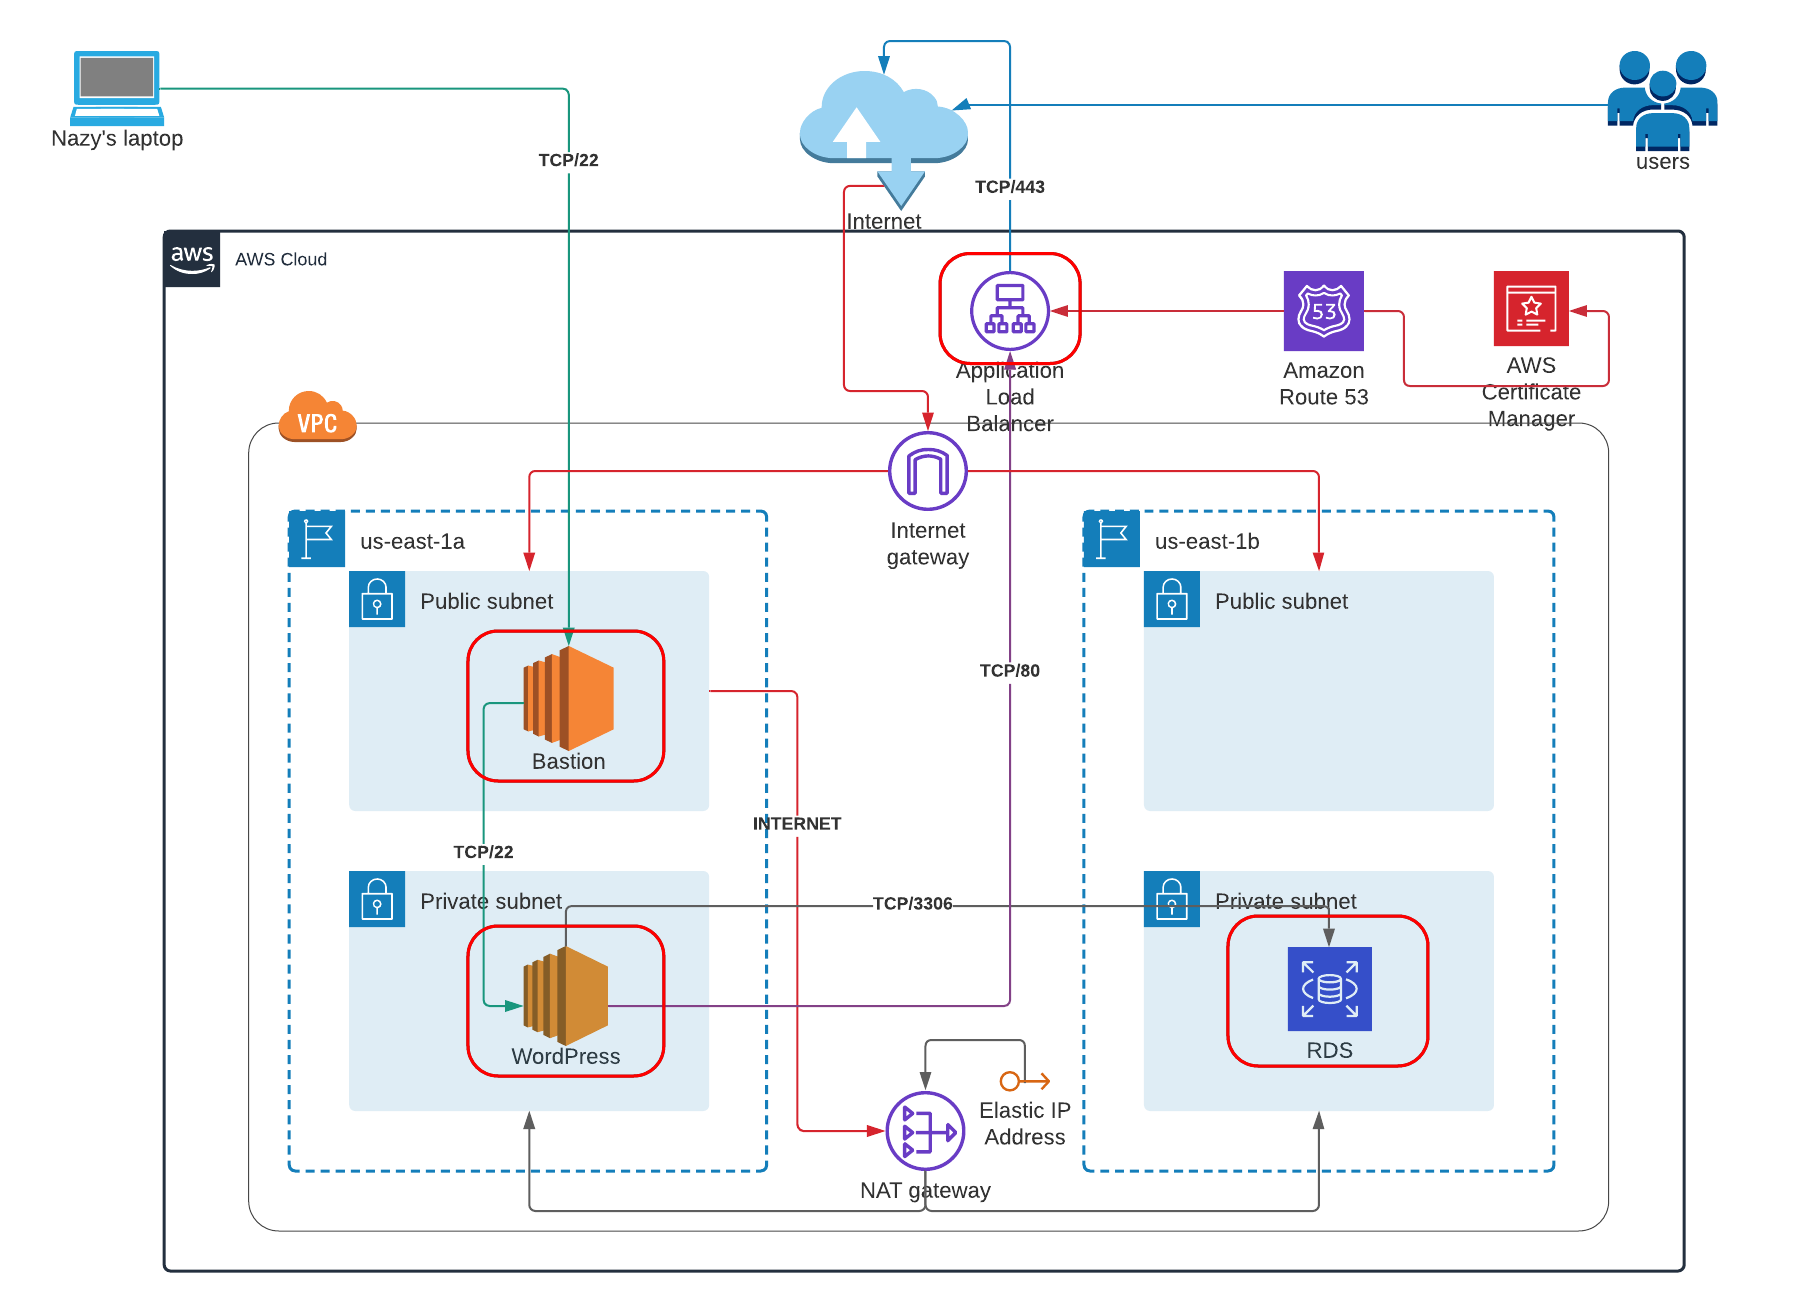 Nazy's laptop
users
TCP/22
TCP/443
Internet
aws
AWS Cloud
53
Application
Load
Balancer
Amazon
Route 53
AWS
Certificate
Manager
VPC
Internet
gateway
us-east-1a
us-east-1b
Public subnet
Public subnet
TCP/80
Bastion
INTERNET
TCP/22
Private subnet
TCP/3306
Private subnet
WordPress
RDS
Elastic IP
Address
NAT gateway